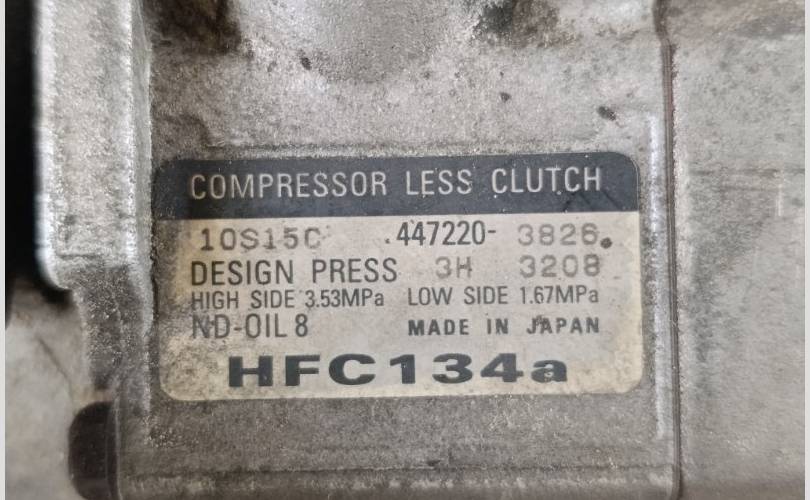 COMPRESSOR LESS CLUTCH
10S15C 447220-3826
DESIGN PRESS 3H 3208
HIGH SIDE 3.53MPa LOW SIDE 1.67MPa
ND-OIL 8 MADE IN JAPAN
HFC134a